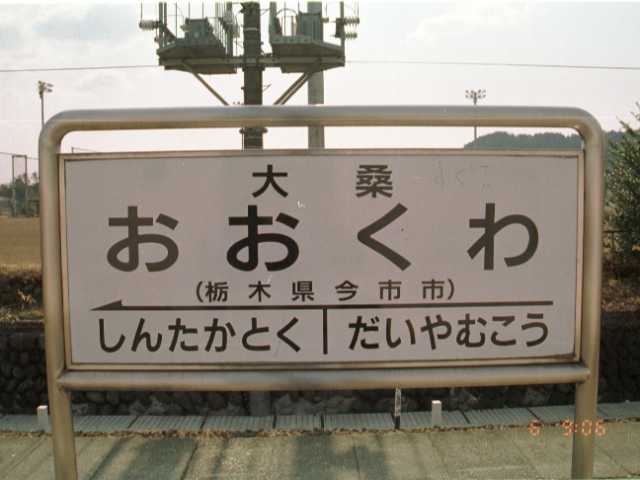 大 桑
おおくわ
(栃木県今市市)
しんたかとく だいやむこう
6 9:06